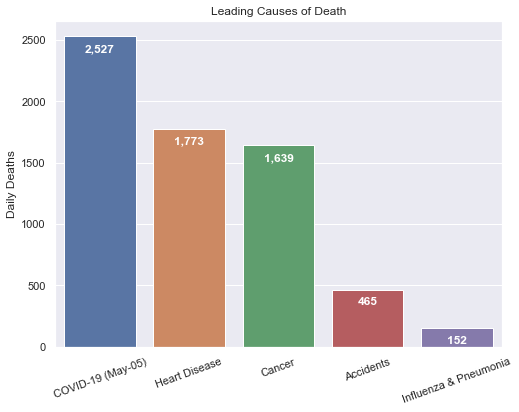 Leading Causes of Death
Daily Deaths
2500
2000
1500
1000
500
0
2,527
1,773
1,639
465
152
COVID-19 (May-05)
Heart Disease
Cancer
Accidents
Influenza & Pneumonia